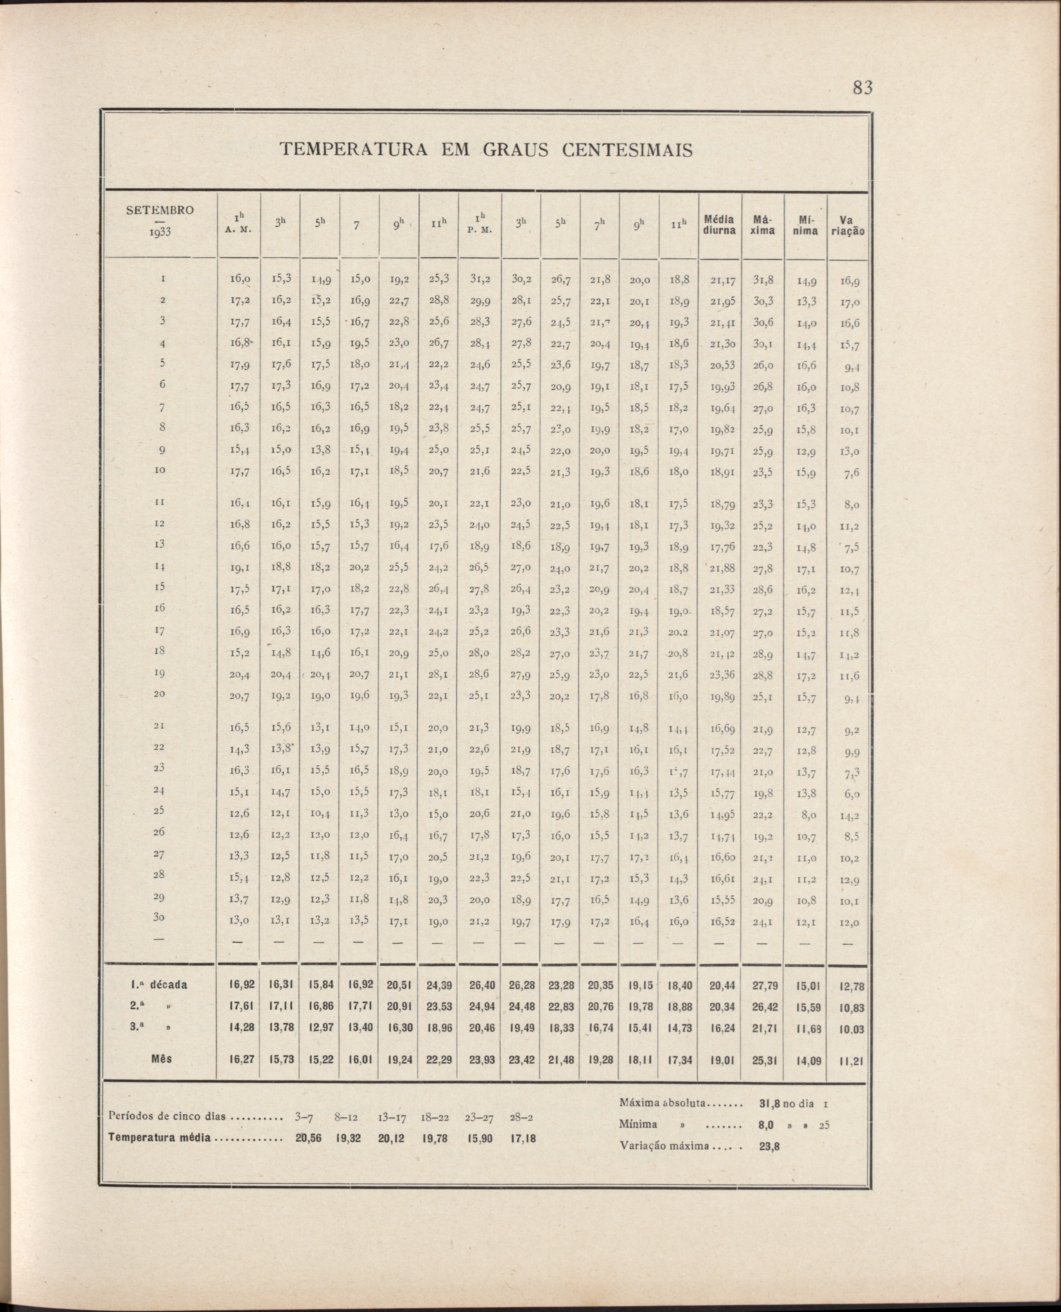 83
TEMPERATURA EM GRAUS CENTESIMAIS
SETEMBRO — 1933 1h A. M. 3h 5h 7 9h 11h 1h P. M. 3h 5h 7h 9h 11h Média diurna Má-xima Mí-nima Va riação
1 16,0 15,3 14,9 15,0 19,2 25,3 31,2 30,2 26,7 21,8 20,0 18,8 21,17 31,8 14,9 16,9
2 17,2 16,2 15,2 16,9 22,7 28,8 29,9 28,1 25,7 22,1 20,1 18,9 21,95 30,3 13,3 17,0
3 17,7 16,4 15,5 16,7 22,8 25,6 28,3 27,6 24,5 21,7 20,4 19,3 21,41 30,6 14,0 16,6
4 16,8 16,1 15,9 19,5 23,0 26,7 28,4 27,8 22,7 20,4 19,4 18,6 21,30 30,1 14,4 15,7
5 17,9 17,6 17,5 18,0 21,4 22,2 24,6 25,5 23,6 19,7 18,7 18,3 20,53 26,0 16,6 9,4
6 17,7 17,3 16,9 17,2 20,4 23,4 24,7 25,7 20,9 19,1 18,1 17,5 19,93 26,8 16,0 10,8
7 16,5 16,5 16,3 16,5 18,2 22,4 24,7 25,1 22,4 19,5 18,5 18,2 19,64 27,0 16,3 10,7
8 16,3 16,2 16,2 16,9 19,5 23,8 25,5 25,7 23,0 19,9 18,2 17,0 19,82 25,9 15,8 10,1
9 15,4 15,0 13,8 15,4 19,4 25,0 25,1 24,5 22,0 20,0 19,5 19,4 19,71 25,9 12,9 13,0
10 17,7 16,5 16,2 17,1 18,5 20,7 21,6 22,5 21,3 19,3 18,6 18,0 18,91 23,5 15,9 7,6
11 16,4 16,1 15,9 16,4 19,5 20,1 22,1 23,0 21,0 19,6 18,1 17,5 18,79 23,3 15,3 8,0
12 16,8 16,2 15,5 15,3 19,2 23,5 24,0 24,5 22,5 19,4 18,1 17,3 19,32 25,2 14,0 11,2
13 16,6 16,0 15,7 15,7 16,4 17,6 18,9 18,6 18,9 19,7 19,3 18,9 17,76 22,3 14,8 7,5
14 19,1 18,8 18,2 20,2 25,5 24,2 26,5 27,0 24,0 21,7 20,2 18,8 21,88 27,8 17,1 10,7
15 17,5 17,1 17,0 18,2 22,8 26,4 27,8 26,4 23,2 20,9 20,4 18,7 21,33 28,6 16,2 12,4
16 16,5 16,2 16,3 17,7 22,3 24,1 23,2 19,3 22,3 20,2 19,4 19,0 18,57 27,2 15,7 11,5
17 16,9 16,3 16,0 17,2 22,1 24,2 25,2 26,6 23,3 21,6 21,3 20,2 21,07 27,0 15,2 11,8
18 15,2 14,8 14,6 16,1 20,9 25,0 28,0 28,2 27,0 23,7 21,7 20,8 21,42 28,9 14,7 14,2
19 20,4 20,4 20,4 20,7 21,1 28,1 28,6 27,9 25,9 23,0 22,5 21,6 23,36 28,8 17,2 11,6
20 20,7 19,2 19,0 19,6 19,3 22,1 25,1 23,3 20,2 17,8 16,8 16,0 19,89 25,1 15,7 9,4
21 16,5 15,6 13,1 14,0 15,1 20,0 21,3 19,9 18,5 16,9 14,8 14,4 16,69 21,9 12,7 9,2
22 14,3 13,8 13,9 15,7 17,3 21,0 22,6 21,9 18,7 17,1 16,1 16,1 17,52 22,7 12,8 9,9
23 16,3 16,1 15,5 16,5 18,9 20,0 19,5 18,7 17,6 17,6 16,3 17,44 21,0 13,7 7,3
24 15,1 14,7 15,0 15,5 17,3 18,1 18,1 15,4 16,1 15,9 14,4 13,5 15,77 19,8 13,8 6,0
25 12,6 12,1 10,4 11,3 13,0 15,0 20,6 21,0 19,6 15,8 14,5 13,6 14,95 22,2 8,0 14,2
26 12,6 12,2 12,0 12,0 16,4 16,7 17,8 17,3 16,0 15,5 14,2 13,7 14,74 19,2 10,7 8,5
27 13,3 12,5 11,8 11,5 17,0 20,5 21,2 19,6 20,1 17,7 17,2 16,4 16,60 21,2 11,0 10,2
28 15,4 12,8 12,5 12,2 16,1 19,0 22,3 22,5 21,1 17,2 15,3 14,3 16,61 24,1 11,2 12,9
29 13,7 12,9 12,3 11,8 14,8 20,3 20,0 18,9 17,7 16,5 14,9 13,6 15,55 20,9 10,8 10,1
30 13,0 13,1 13,2 13,5 17,1 19,0 21,2 19,7 17,9 17,2 16,4 16,0 16,52 24,1 12,1 12,0
— — — — — — — — — — — — — — — — —
1.ª década 16,92 16,31 15,84 16,92 20,51 24,39 26,40 26,28 23,28 20,35 19,15 18,40 20,44 27,79 15,01 12,78
2.ª » 17,61 17,11 16,86 17,71 20,91 23,53 24,94 24,48 22,83 20,76 19,78 18,88 20,34 26,42 15,59 10,83
3.ª » 14,28 13,78 12,97 13,40 16,30 18,96 20,46 19,49 18,33 16,74 15,41 14,73 16,24 21,71 11,68 10,03
Mês 16,27 15,73 15,22 16,01 19,24 22,29 23,93 23,42 21,48 19,28 18,11 17,34 19,01 25,31 14,09 11,21
Períodos de cinco dias .......... 3–7 8–12 13–17 18–22 23–27 28–2
Temperatura média ............. 20,56 19,32 20,12 19,78 15,90 17,18
Máxima absoluta....... 31,8 no dia 1
Mínima » ....... 8,0 » » 25
Variação máxima ..... 23,8